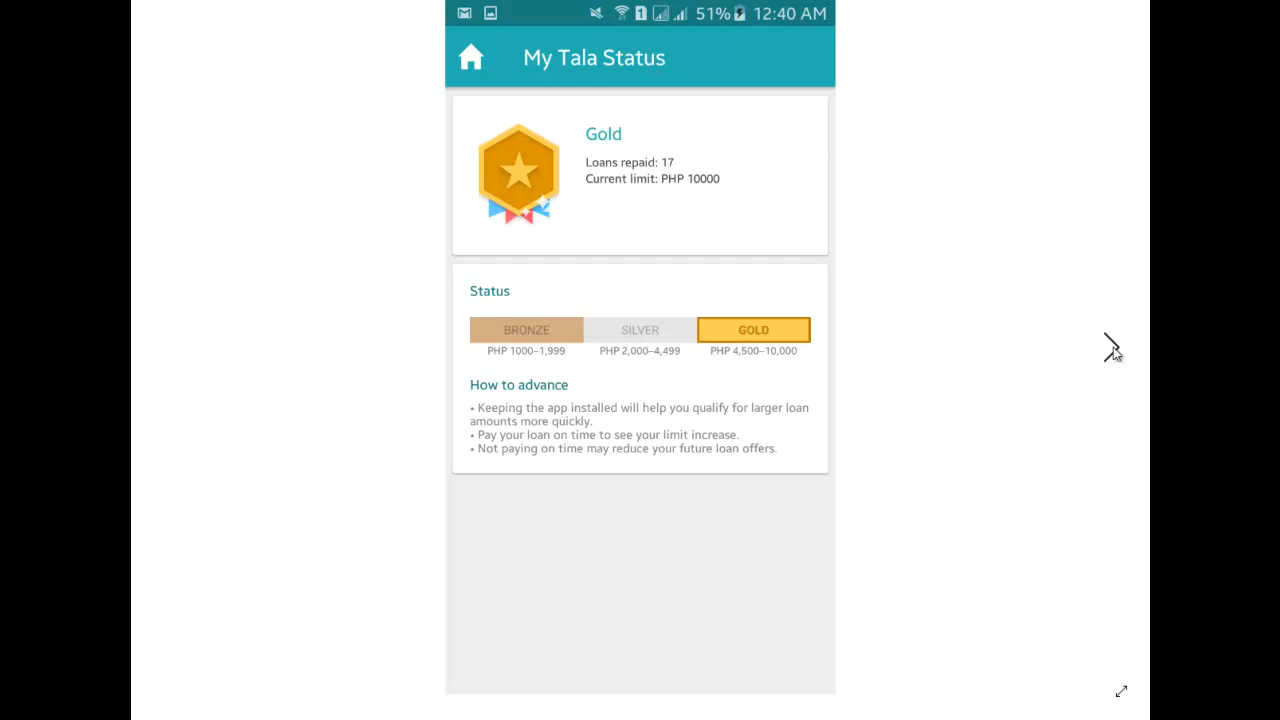 1 51% 12:40 AM
My Tala Status
Gold
Loans repaid: 17
Current limit: PHP 10000
Status
BRONZE SILVER GOLD
PHP 1000–1,999 PHP 2,000–4,499 PHP 4,500–10,000
How to advance
• Keeping the app installed will help you qualify for larger loan
amounts more quickly.
• Pay your loan on time to see your limit increase.
• Not paying on time may reduce your future loan offers.